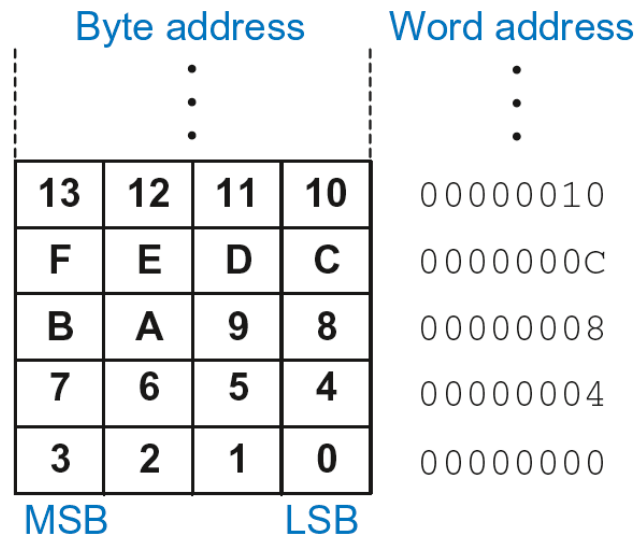 Byte address Word address
13 12 11 10 00000010
F E D C 0000000C
B A 9 8 00000008
7 6 5 4 00000004
3 2 1 0 00000000
MSB LSB